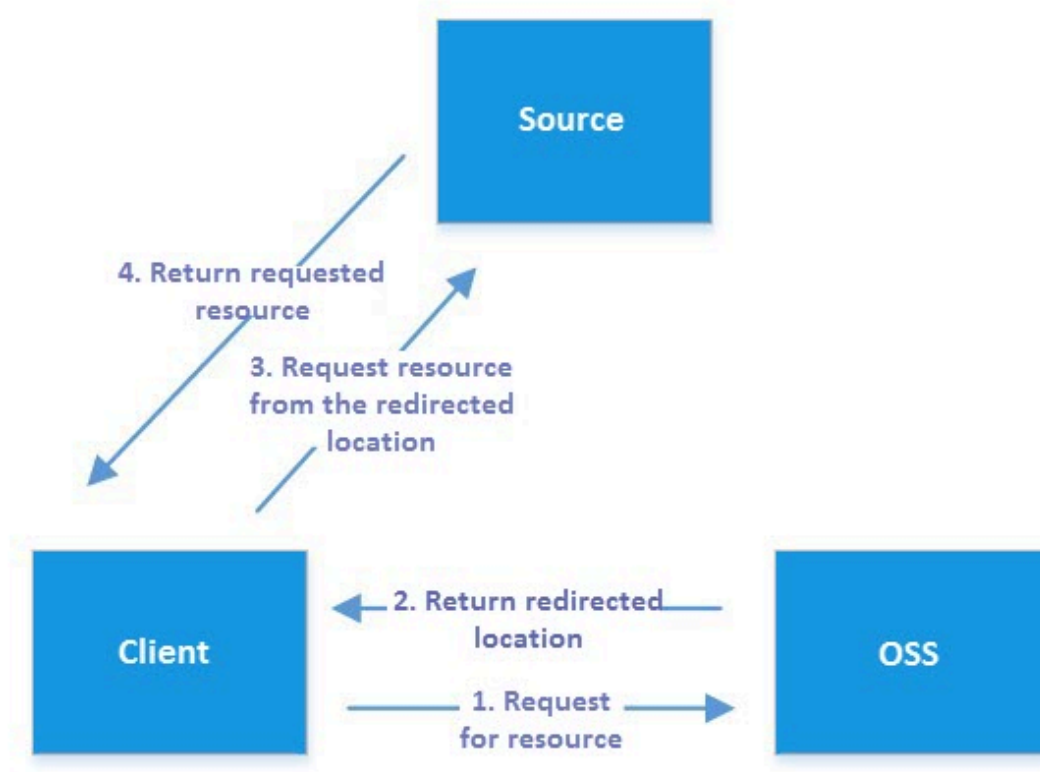 Source
4. Return requested
resource
3. Request resource
from the redirected
location
2. Return redirected
location
Client
OSS
1. Request
for resource